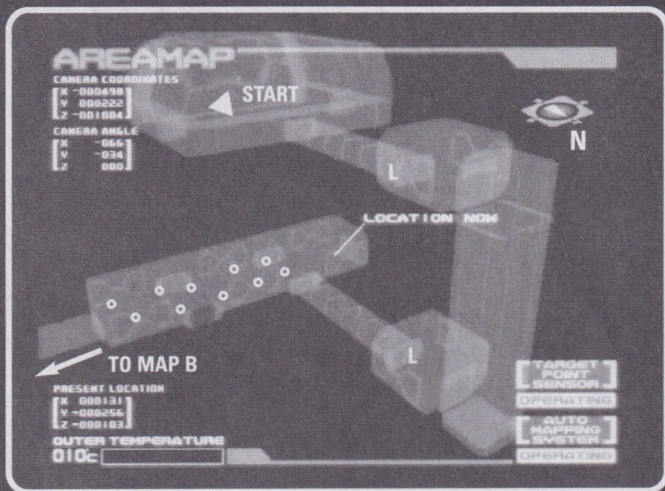 AREAMAP
CAMERA COORDINATES
X -000498
Y 000222
Z -001004
CAMERA ANGLE
X -066
Y -034
Z 000
START
N
L
LOCATION NOW
L
TO MAP B
TARGET
POINT
SENSOR
OPERATING
PRESENT LOCATION
X 000131
Y -000256
Z -000103
AUTO
MAPPING
SYSTEM
OPERATING
OUTER TEMPERATURE
010c